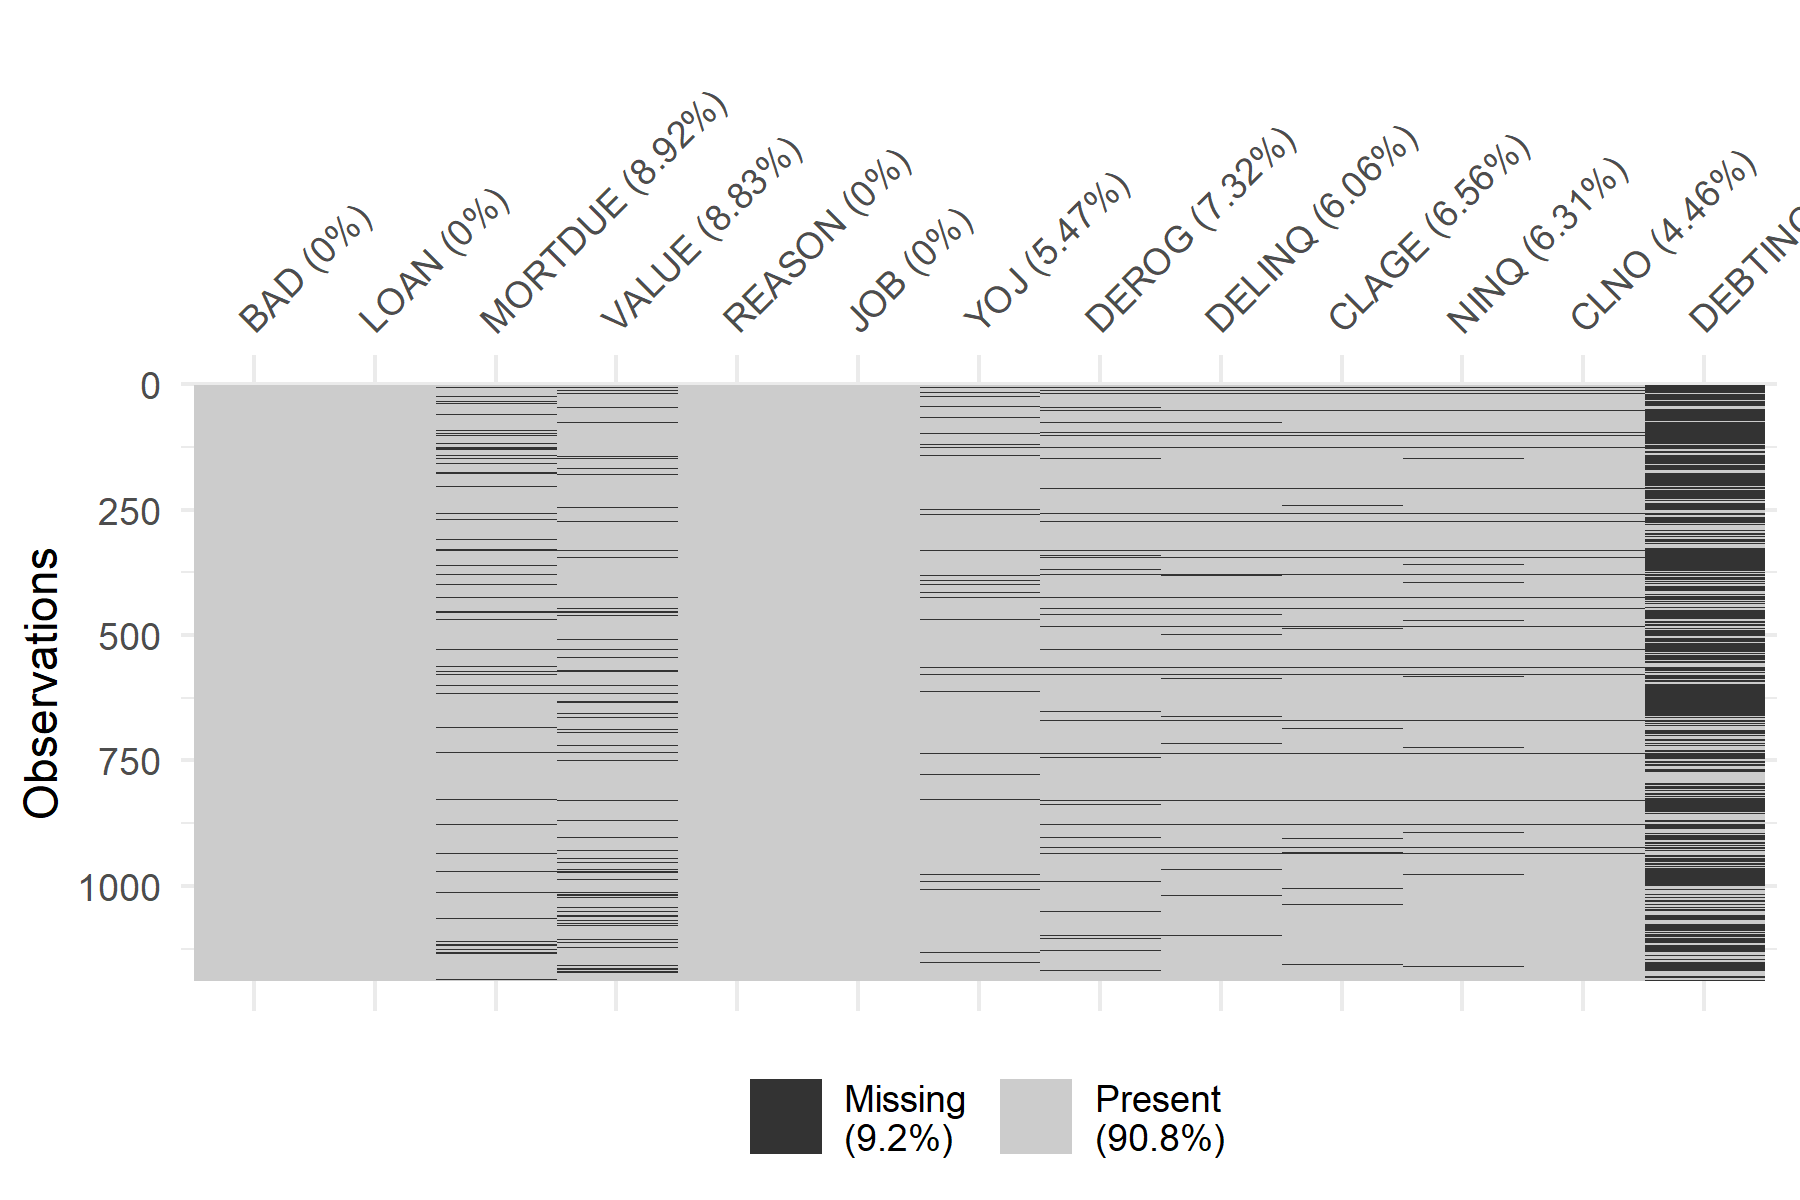 BAD (0%)
LOAN (0%)
MORTDUE (8.92%)
VALUE (8.83%)
REASON (0%)
JOB (0%)
YOJ (5.47%)
DEROG (7.32%)
DELINQ (6.06%)
CLAGE (6.56%)
NINQ (6.31%)
CLNO (4.46%)
DEBTINC
0
250
500
750
1000
Observations
Missing
(9.2%)
Present
(90.8%)